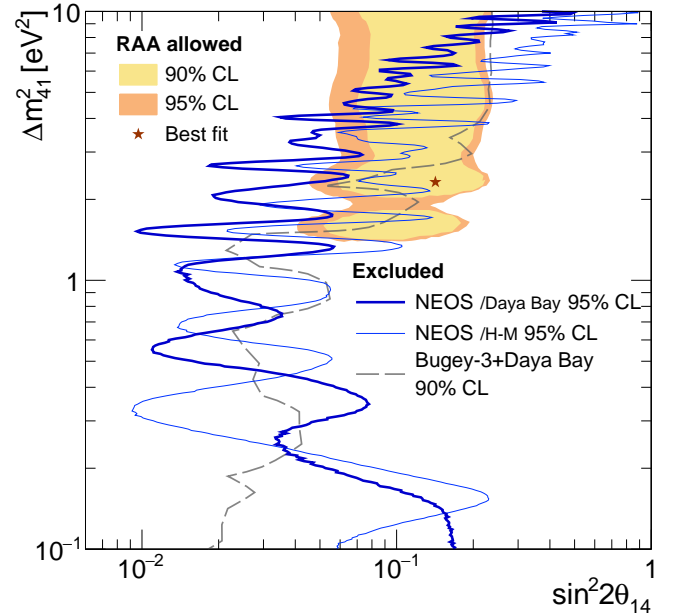 Δm²₄₁ [eV²]
10
1
10⁻¹
RAA allowed
90% CL
95% CL
Best fit
Excluded
NEOS /Daya Bay 95% CL
NEOS /H-M 95% CL
Bugey-3+Daya Bay
90% CL
10⁻²
10⁻¹
1
sin²2θ₁₄